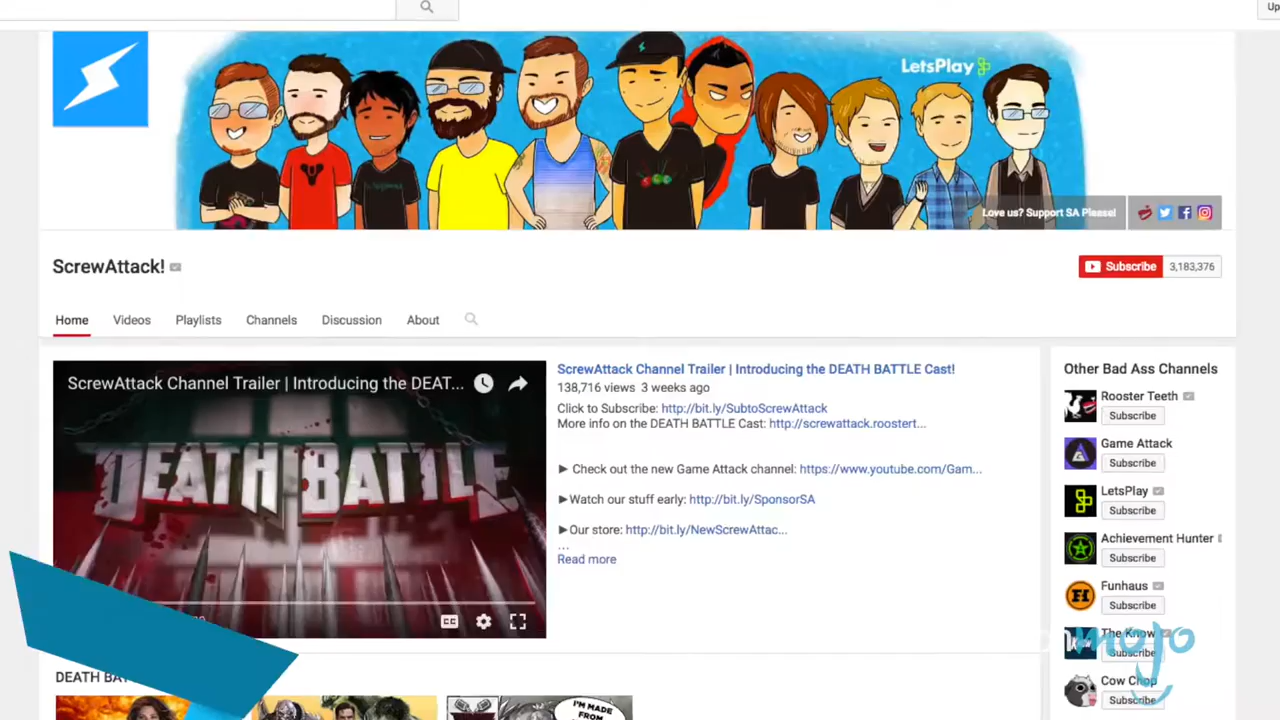 Up
LetsPlay
Love us? Support SA Please!
ScrewAttack!
Subscribe 3,183,376
Home Videos Playlists Channels Discussion About
ScrewAttack Channel Trailer | Introducing the DEAT...
DEATH BATTLE
CC
ScrewAttack Channel Trailer | Introducing the DEATH BATTLE Cast!
138,716 views 3 weeks ago
Click to Subscribe: http://bit.ly/SubtoScrewAttack
More info on the DEATH BATTLE Cast: http://screwattack.roostert...
► Check out the new Game Attack channel: https://www.youtube.com/Gam...
►Watch our stuff early: http://bit.ly/SponsorSA
►Our store: http://bit.ly/NewScrewAttac...
...
Read more
Other Bad Ass Channels
Rooster Teeth
Subscribe
Game Attack
Subscribe
LetsPlay
Subscribe
Achievement Hunter
Subscribe
Funhaus
Subscribe
The Know
Subscribe
Cow Chop
Subscribe
mojo
DEATH BA
I'M MADE
FROM